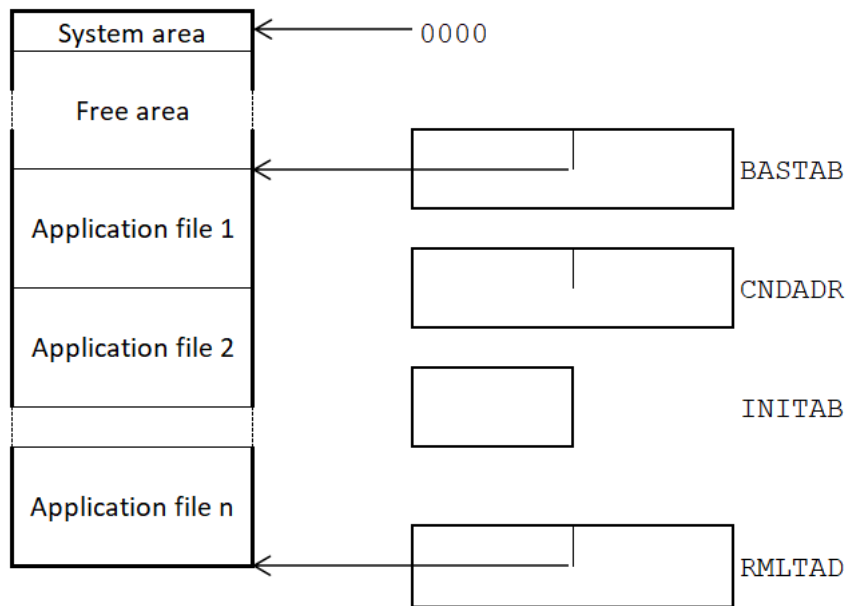 System area
0000
Free area
BASTAB
Application file 1
CNDADR
Application file 2
INITAB
Application file n
RMLTAD